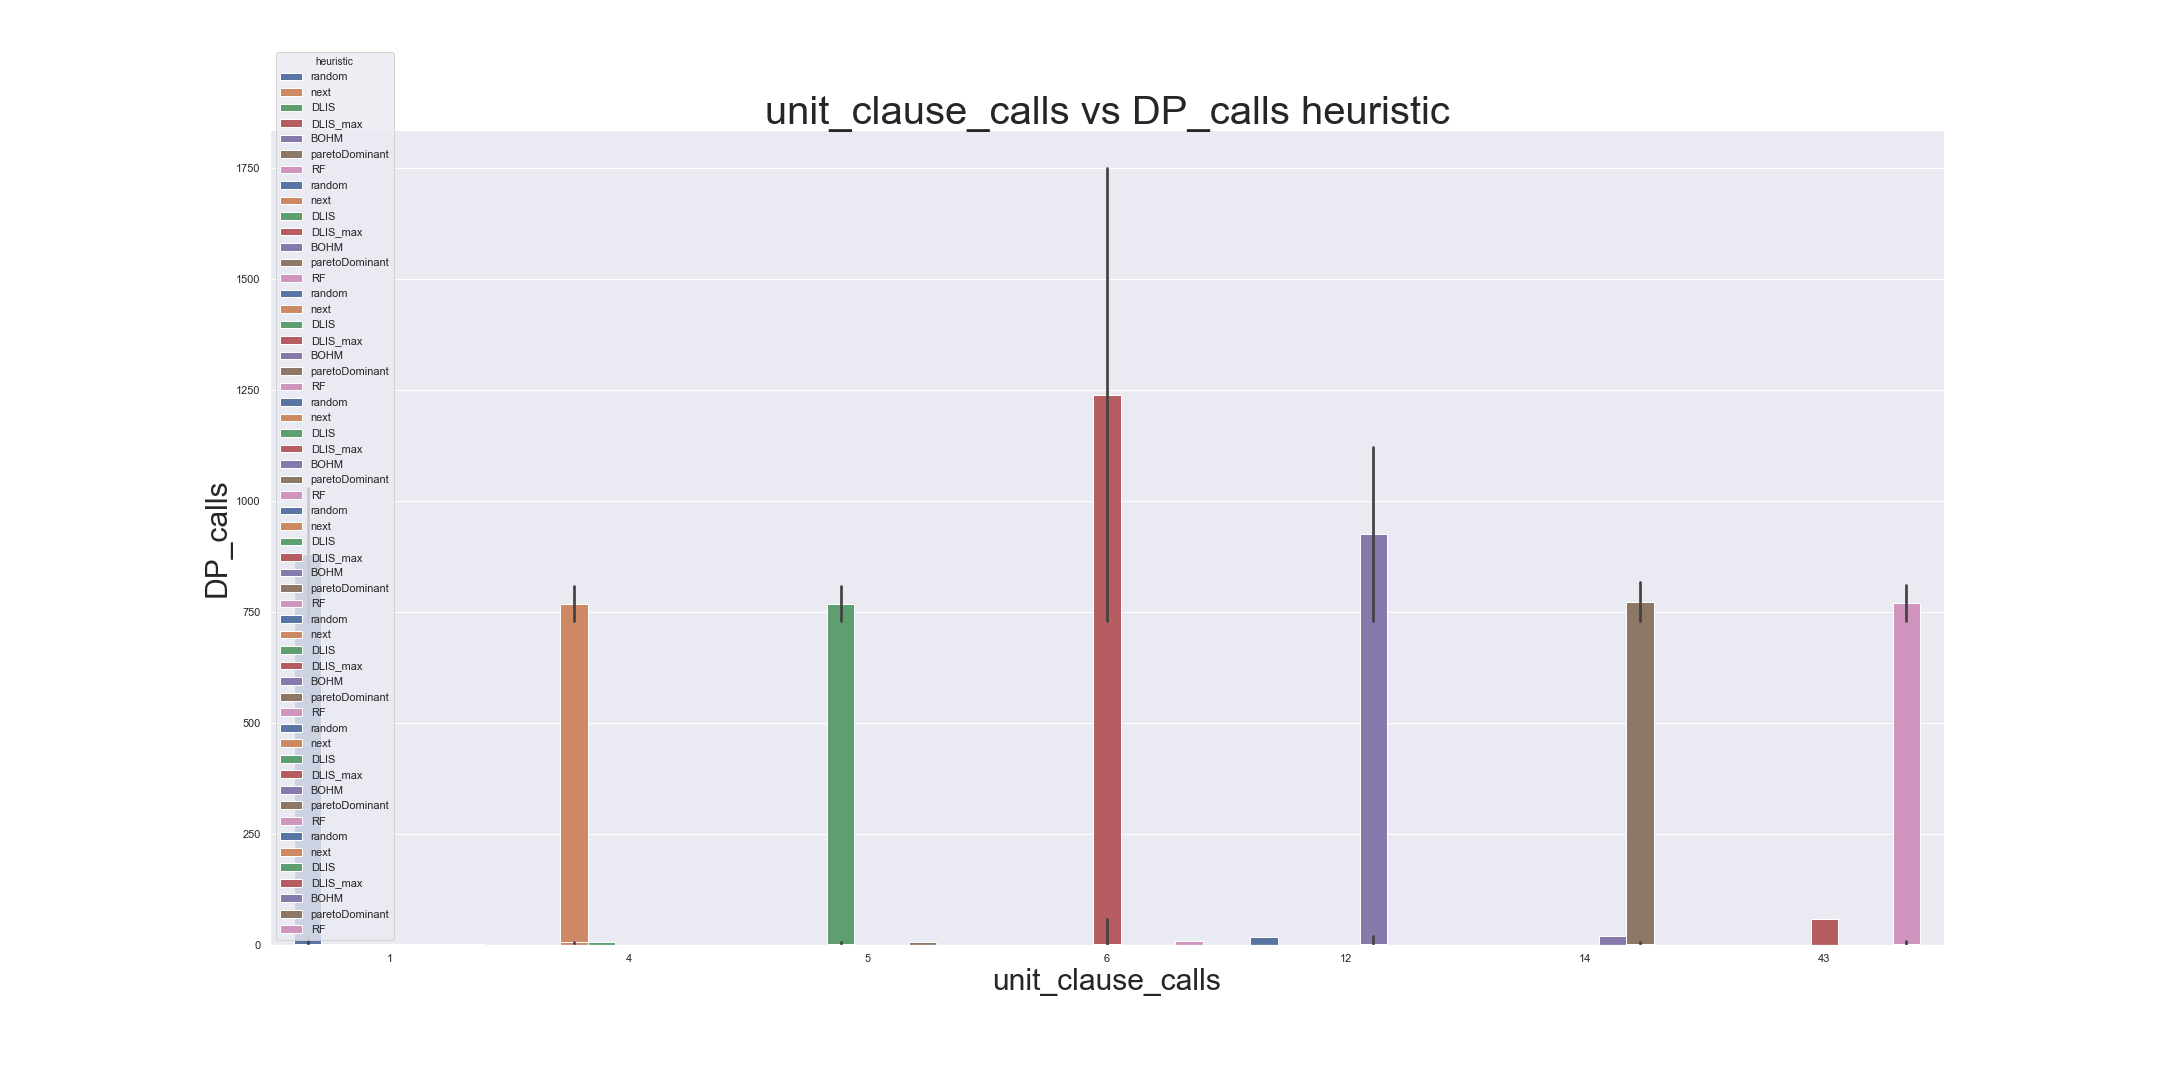 heuristic
random
next
DLIS
DLIS_max
BOHM
paretoDominant
RF
random
next
DLIS
DLIS_max
BOHM
paretoDominant
RF
random
next
DLIS
DLIS_max
BOHM
paretoDominant
RF
random
next
DLIS
DLIS_max
BOHM
paretoDominant
RF
random
next
DLIS
DLIS_max
BOHM
paretoDominant
RF
random
next
DLIS
DLIS_max
BOHM
paretoDominant
RF
random
next
DLIS
DLIS_max
BOHM
paretoDominant
RF
random
next
DLIS
DLIS_max
BOHM
paretoDominant
RF
unit_clause_calls vs DP_calls heuristic
1750
1500
1250
1000
750
500
250
0
DP_calls
1 4 5 6 12 14 43
unit_clause_calls